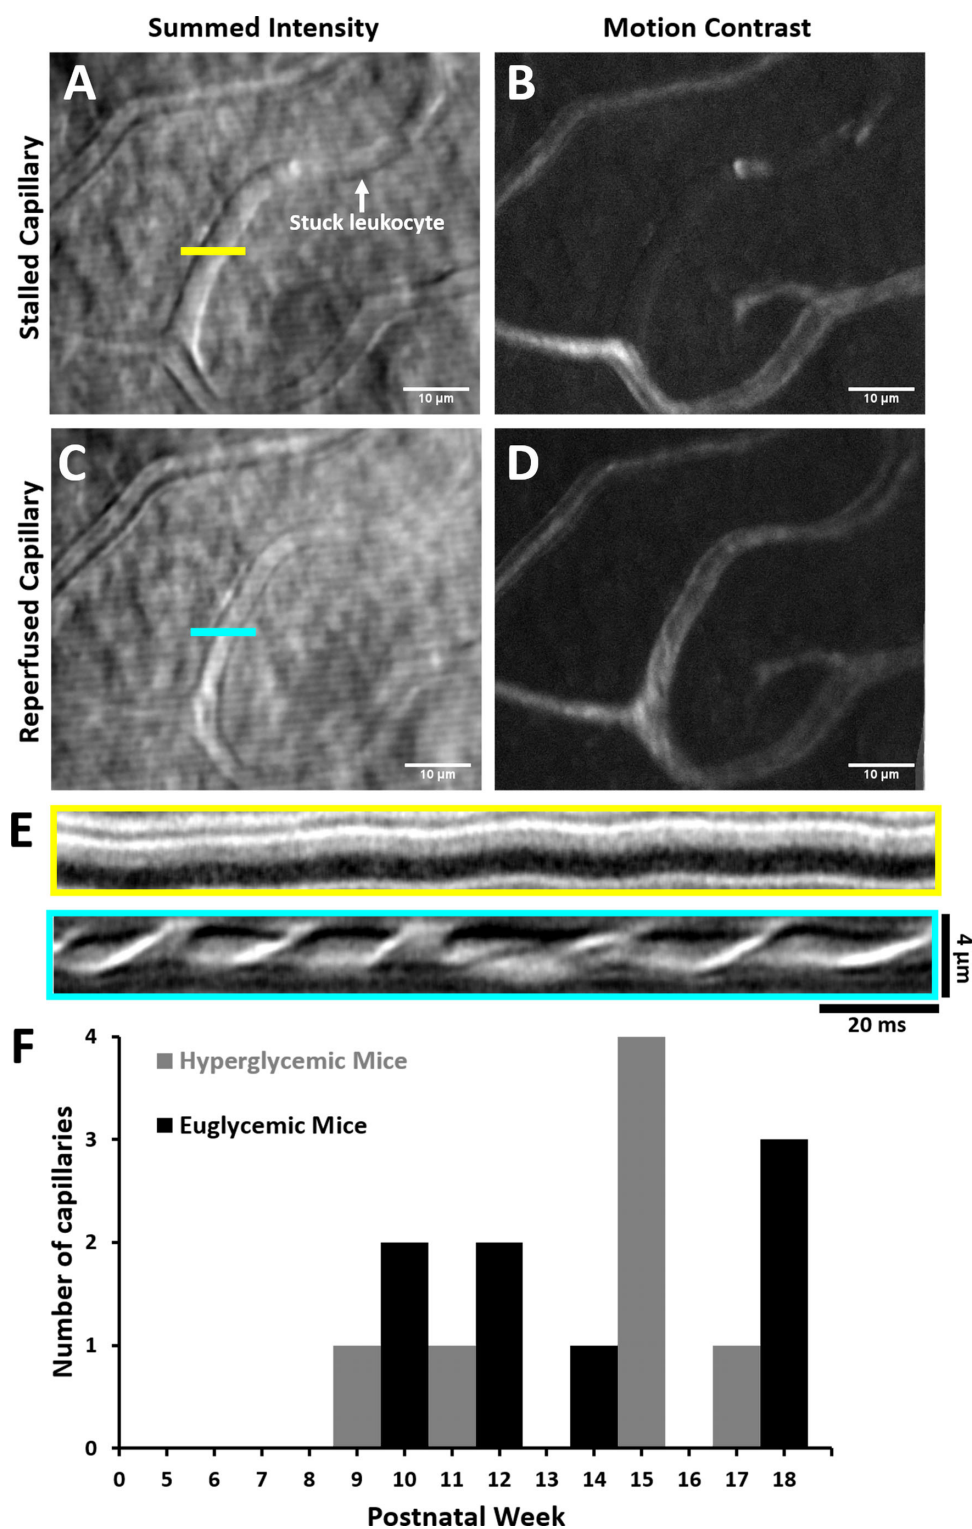 Summed Intensity
Motion Contrast
Stalled Capillary
A
Stuck leukocyte
10 µm
B
10 µm
Reperfused Capillary
C
10 µm
D
10 µm
E
4 µm
20 ms
F
Number of capillaries
4
3
2
1
0
Hyperglycemic Mice
Euglycemic Mice
0 5 6 7 8 9 10 11 12 13 14 15 16 17 18
Postnatal Week